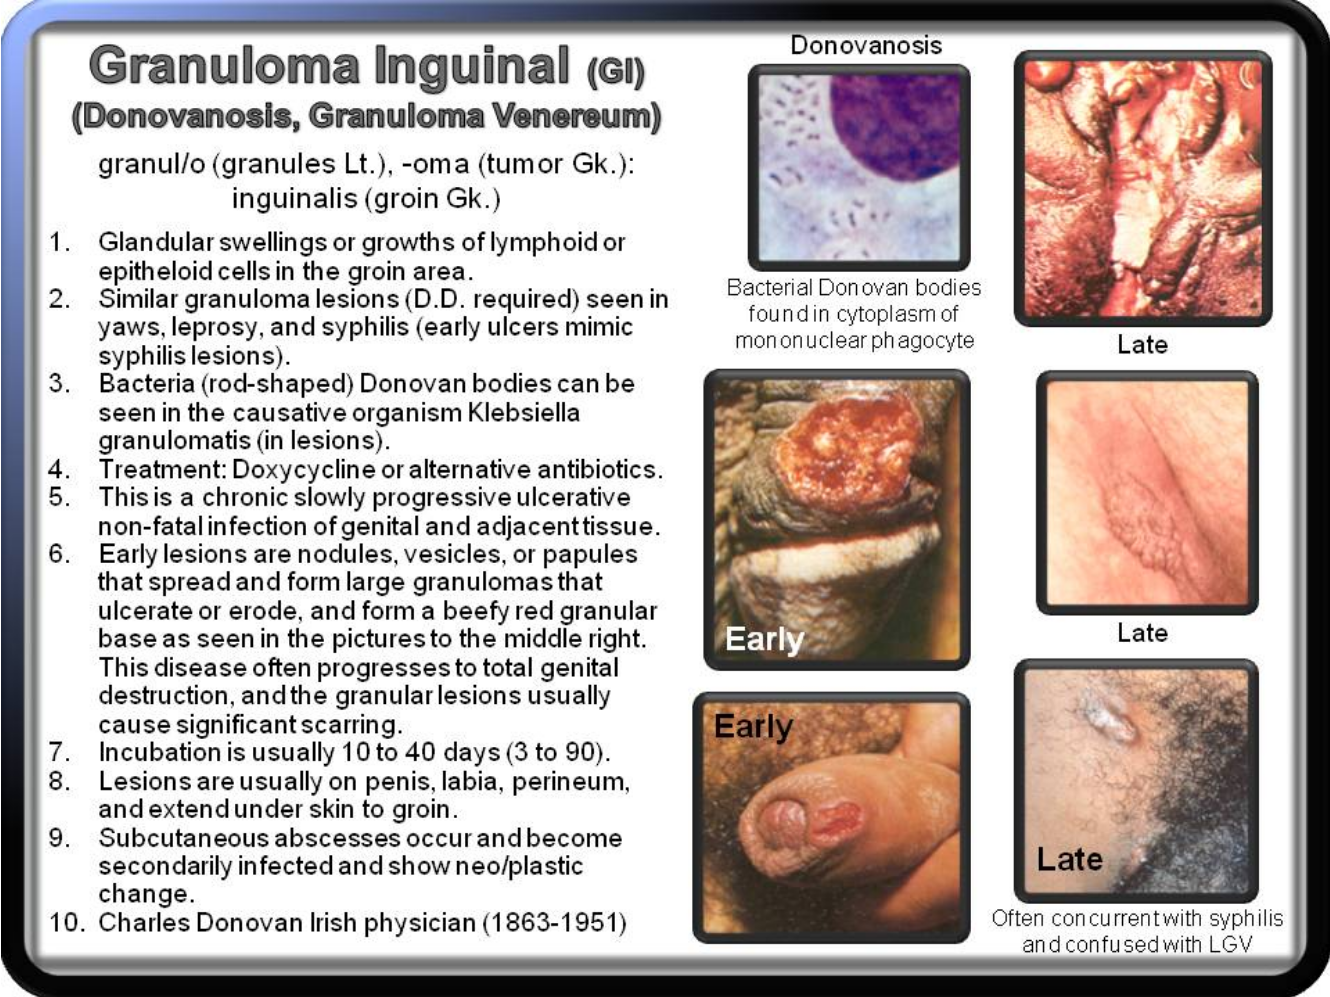 Granuloma Inguinal (GI)
(Donovanosis, Granuloma Venereum)
granul/o (granules Lt.), -oma (tumor Gk.):
inguinalis (groin Gk.)
1. Glandular swellings or growths of lymphoid or
epitheloid cells in the groin area.
2. Similar granuloma lesions (D.D. required) seen in
yaws, leprosy, and syphilis (early ulcers mimic
syphilis lesions).
3. Bacteria (rod-shaped) Donovan bodies can be
seen in the causative organism Klebsiella
granulomatis (in lesions).
4. Treatment: Doxycycline or alternative antibiotics.
5. This is a chronic slowly progressive ulcerative
non-fatal infection of genital and adjacent tissue.
6. Early lesions are nodules, vesicles, or papules
that spread and form large granulomas that
ulcerate or erode, and form a beefy red granular
base as seen in the pictures to the middle right.
This disease often progresses to total genital
destruction, and the granular lesions usually
cause significant scarring.
7. Incubation is usually 10 to 40 days (3 to 90).
8. Lesions are usually on penis, labia, perineum,
and extend under skin to groin.
9. Subcutaneous abscesses occur and become
secondarily infected and show neo/plastic
change.
10. Charles Donovan Irish physician (1863-1951)
Donovanosis
Bacterial Donovan bodies
found in cytoplasm of
mononuclear phagocyte
Late
Early
Late
Early
Late
Often concurrent with syphilis
and confused with LGV